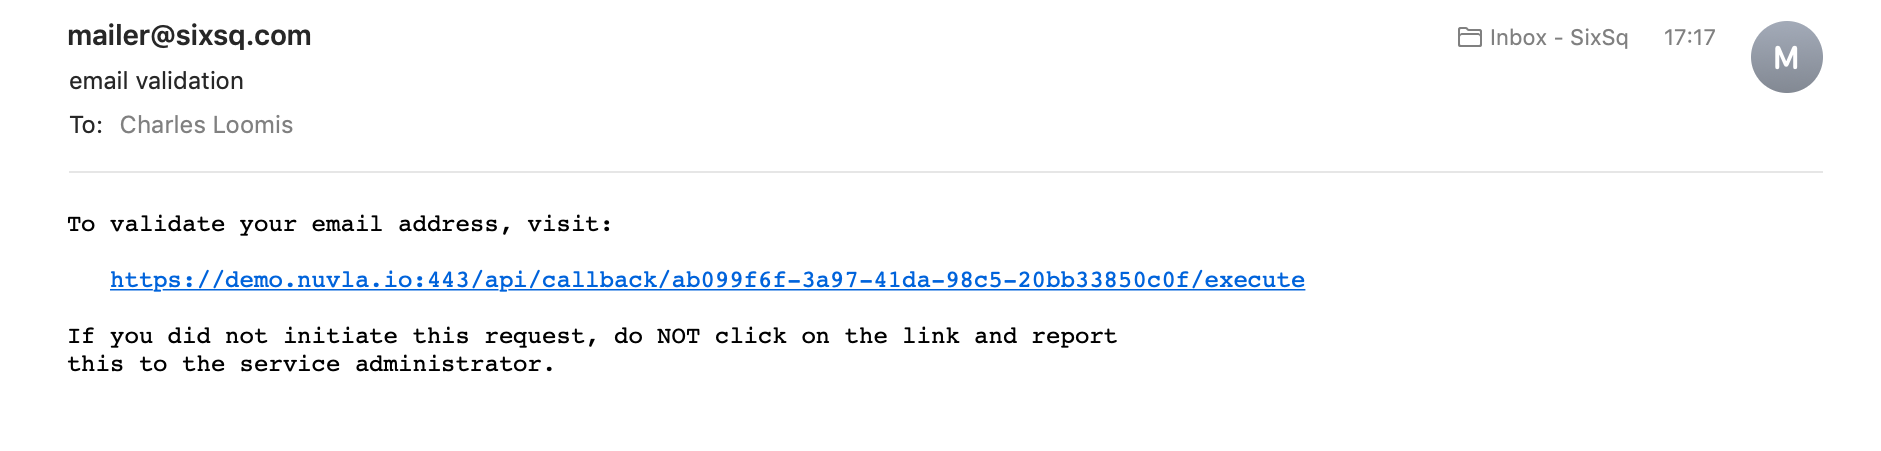 mailer@sixsq.com
Inbox - SixSq 17:17
M
email validation
To: Charles Loomis
To validate your email address, visit:
https://demo.nuvla.io:443/api/callback/ab099f6f-3a97-41da-98c5-20bb33850c0f/execute
If you did not initiate this request, do NOT click on the link and report
this to the service administrator.